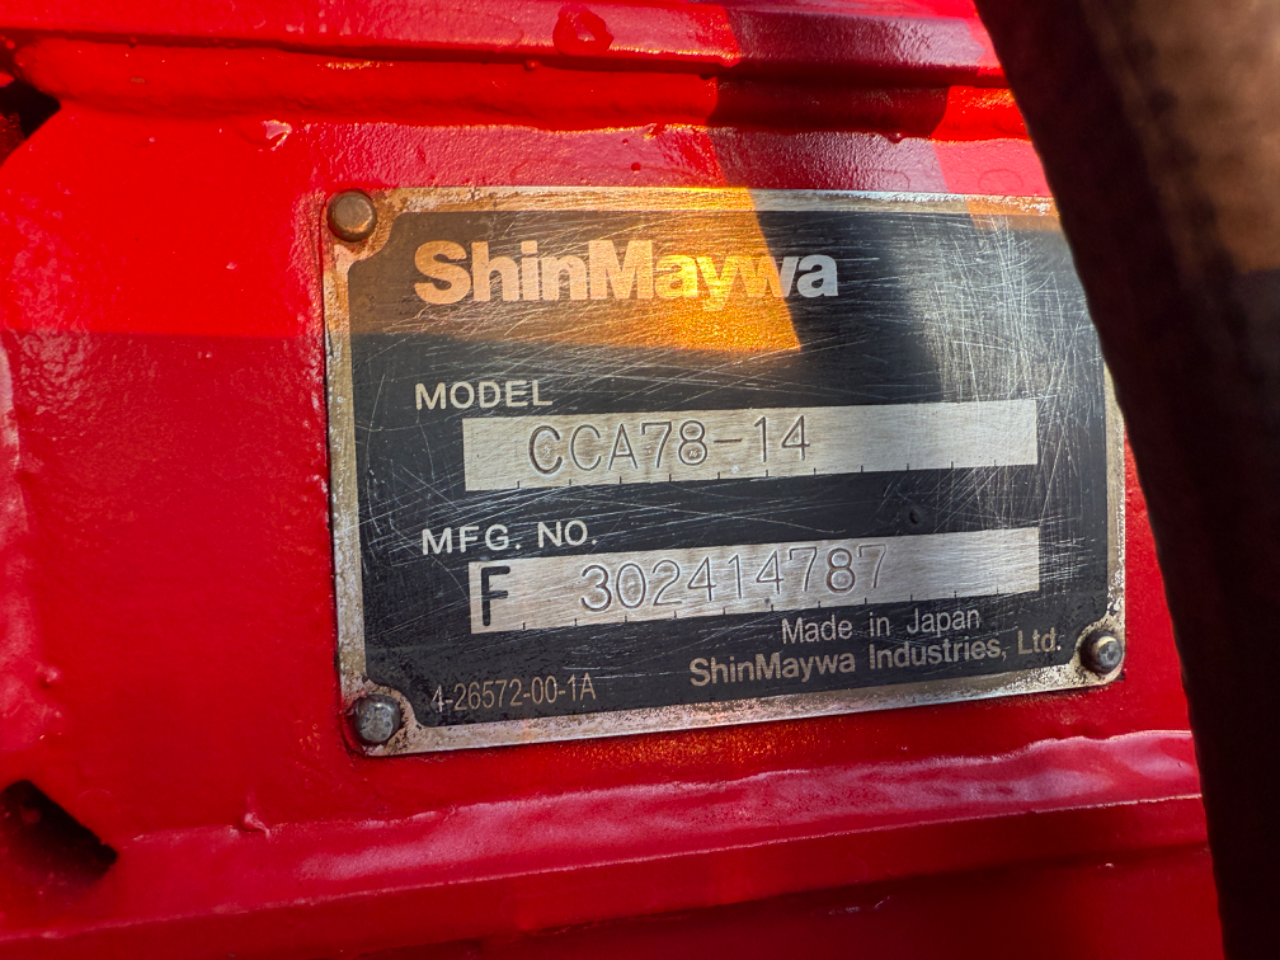 ShinMaywa
MODEL
CCA78-14
MFG. NO.
F 302414787
Made in Japan
ShinMaywa Industries, Ltd.
4-26572-00-1A